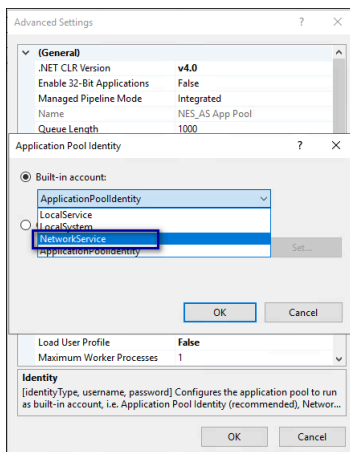 Advanced Settings ? ×
(General)
.NET CLR Version v4.0
Enable 32-Bit Applications False
Managed Pipeline Mode Integrated
Name NES_AS App Pool
Queue Length 1000
Application Pool Identity ? ×
Built-in account:
ApplicationPoolIdentity
LocalService
LocalSystem
NetworkService
ApplicationPoolIdentity
Set...
OK Cancel
Load User Profile False
Maximum Worker Processes 1
Identity
[identityType, username, password] Configures the application pool to run
as built-in account, i.e. Application Pool Identity (recommended), Networ...
OK Cancel